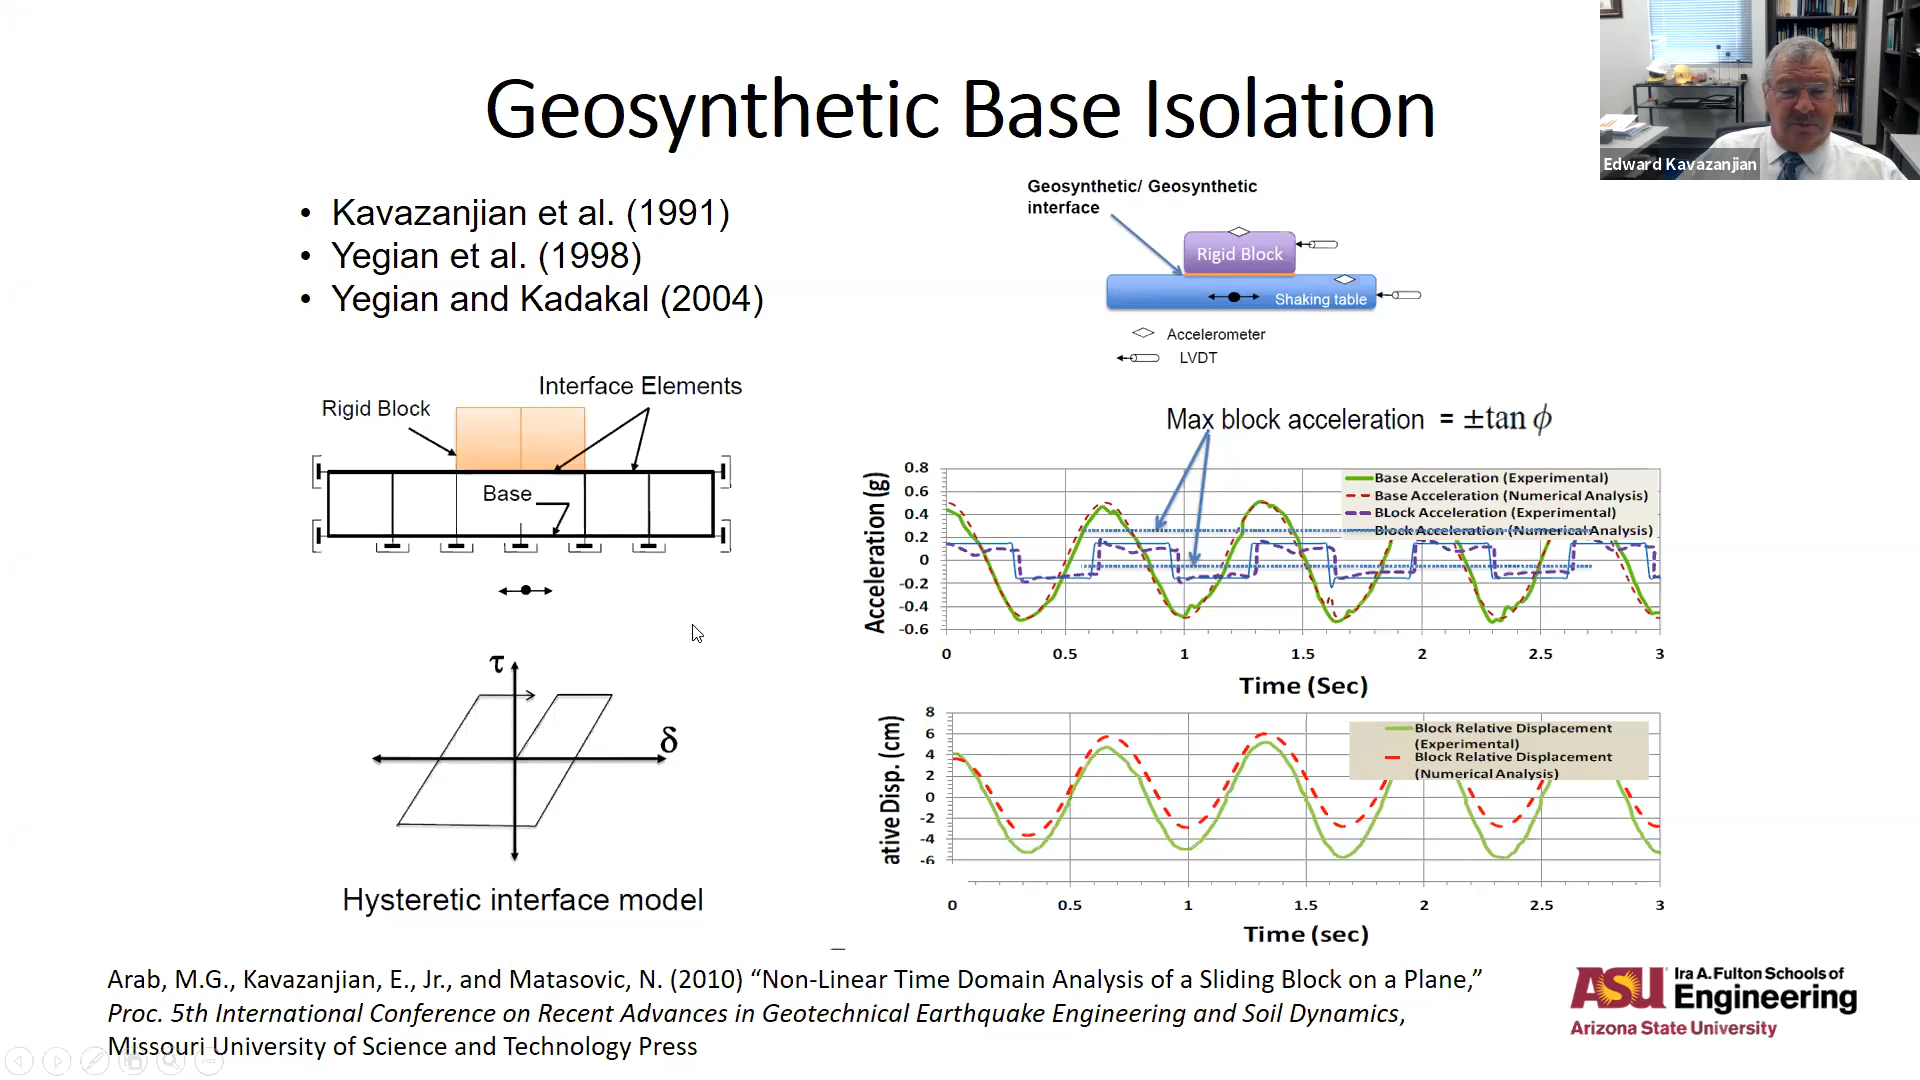 Geosynthetic Base Isolation
Edward Kavazanjian
• Kavazanjian et al. (1991)
• Yegian et al. (1998)
• Yegian and Kadakal (2004)
Geosynthetic/ Geosynthetic
interface
Rigid Block
Shaking table
Accelerometer
LVDT
Interface Elements
Rigid Block
Base
τ
δ
Hysteretic interface model
Max block acceleration = ±tan ϕ
Acceleration (g)
0.8
0.6
0.4
0.2
0
-0.2
-0.4
-0.6
Base Acceleration (Experimental)
Base Acceleration (Numerical Analysis)
BLock Acceleration (Experimental)
Block Acceleration (Numerical Analysis)
0 0.5 1 1.5 2 2.5 3
Time (Sec)
ative Disp. (cm)
8
6
4
2
0
-2
-4
-6
Block Relative Displacement
(Experimental)
Block Relative Displacement
(Numerical Analysis)
0 0.5 1 1.5 2 2.5 3
Time (sec)
Arab, M.G., Kavazanjian, E., Jr., and Matasovic, N. (2010) “Non-Linear Time Domain Analysis of a Sliding Block on a Plane,”
Proc. 5th International Conference on Recent Advances in Geotechnical Earthquake Engineering and Soil Dynamics,
Missouri University of Science and Technology Press
ASU Ira A. Fulton Schools of
Engineering
Arizona State University